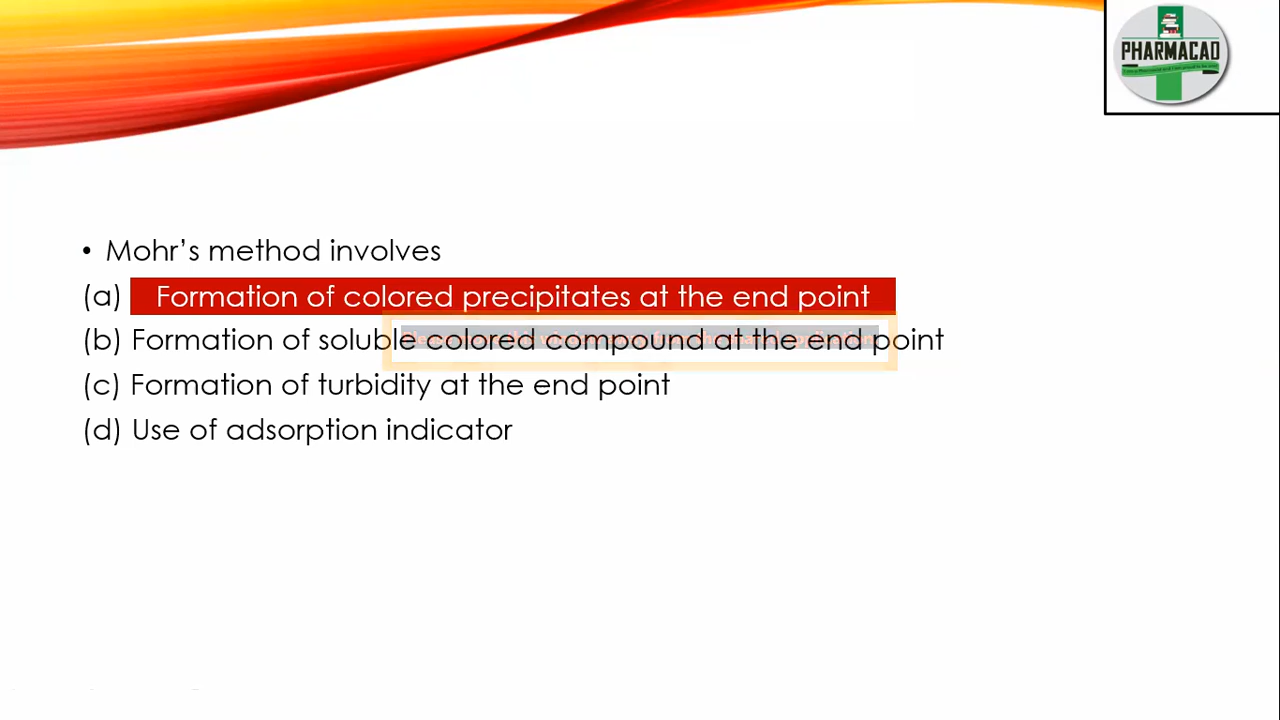 PHARMACAD
• Mohr’s method involves
(a) Formation of colored precipitates at the end point
(b) Formation of soluble colored compound at the end point
(c) Formation of turbidity at the end point
(d) Use of adsorption indicator